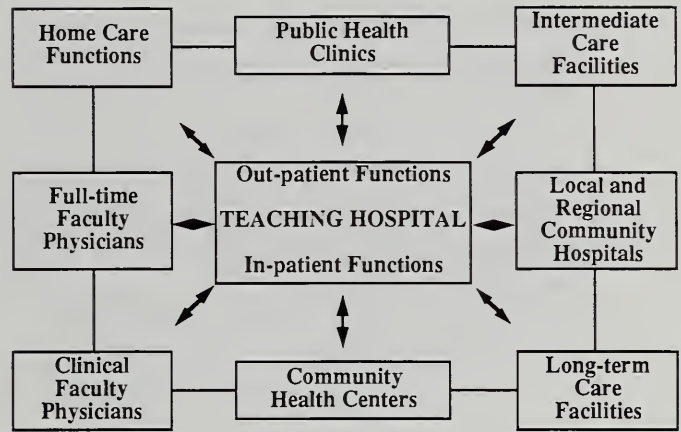 Home Care
Functions
Public Health
Clinics
Intermediate
Care
Facilities
Full-time
Faculty
Physicians
Out-patient Functions
TEACHING HOSPITAL
In-patient Functions
Local and
Regional
Community
Hospitals
Clinical
Faculty
Physicians
Community
Health Centers
Long-term
Care
Facilities